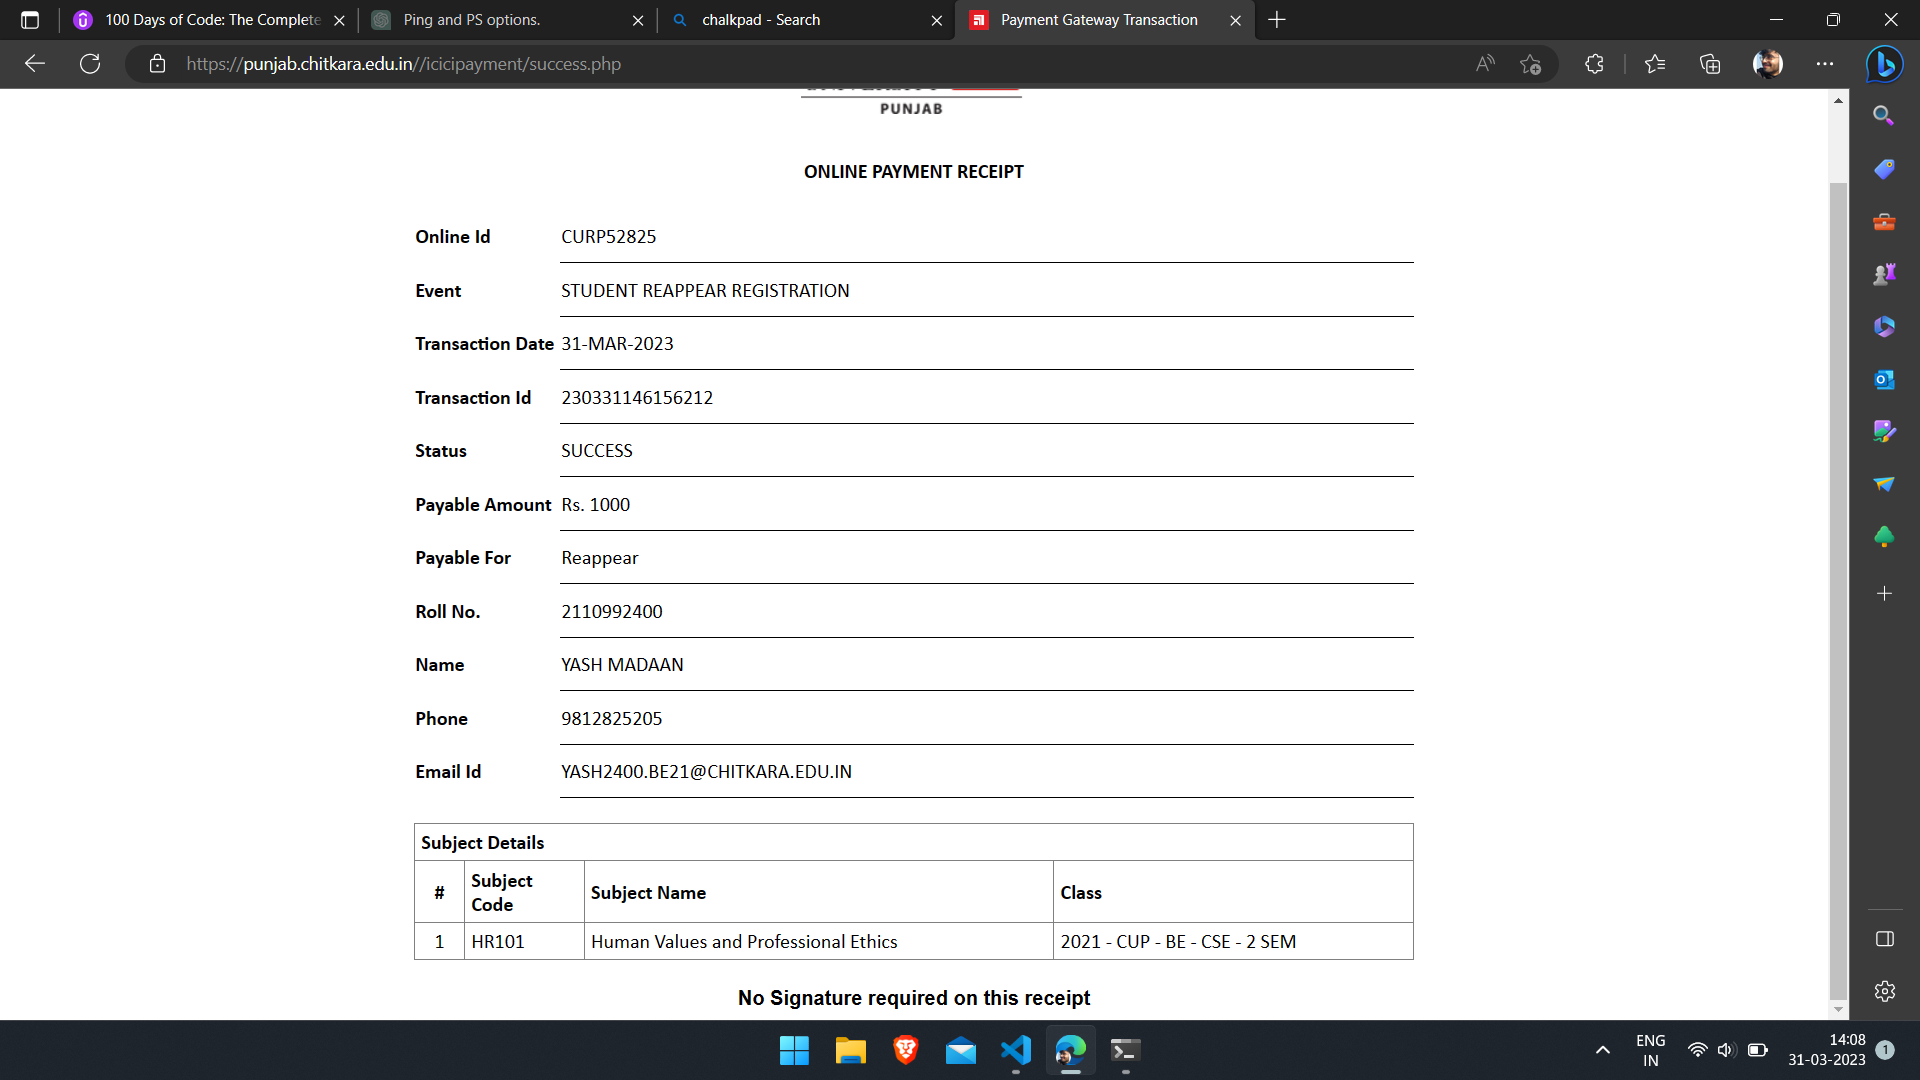 100 Days of Code: The Complete
Ping and PS options.
chalkpad - Search
Payment Gateway Transaction
https://punjab.chitkara.edu.in//icicipayment/success.php
PUNJAB
ONLINE PAYMENT RECEIPT
Online Id CURP52825
Event STUDENT REAPPEAR REGISTRATION
Transaction Date 31-MAR-2023
Transaction Id 230331146156212
Status SUCCESS
Payable Amount Rs. 1000
Payable For Reappear
Roll No. 2110992400
Name YASH MADAAN
Phone 9812825205
Email Id YASH2400.BE21@CHITKARA.EDU.IN
Subject Details
# Subject Code Subject Name Class
1 HR101 Human Values and Professional Ethics 2021 - CUP - BE - CSE - 2 SEM
No Signature required on this receipt
ENG
IN
14:08
31-03-2023
1